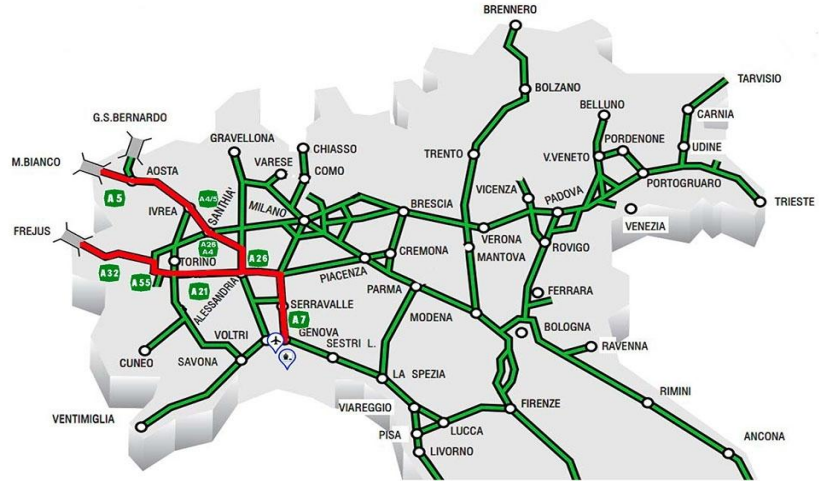 BRENNERO
TARVISIO
BOLZANO
BELLUNO
CARNIA
G.S.BERNARDO
GRAVELLONA
CHIASSO
PORDENONE
UDINE
M.BIANCO
AOSTA
VARESE
COMO
TRENTO
V.VENETO
PORTOGRUARO
A5
A4/5
SANTHIÀ
VICENZA
PADOVA
TRIESTE
IVREA
MILANO
BRESCIA
VENEZIA
FREJUS
VERONA
A26
A4
TORINO
A26
CREMONA
MANTOVA
ROVIGO
A32
A55
A21
ALESSANDRIA
PIACENZA
PARMA
FERRARA
SERRAVALLE
A7
MODENA
BOLOGNA
VOLTRI
GENOVA
SESTRI L.
RAVENNA
CUNEO
SAVONA
LA SPEZIA
RIMINI
VENTIMIGLIA
VIAREGGIO
FIRENZE
PISA
LUCCA
ANCONA
LIVORNO